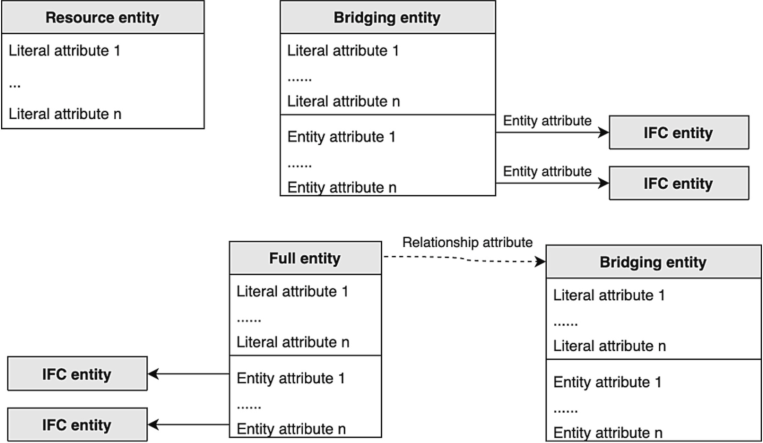 Resource entity
Literal attribute 1
...
Literal attribute n
Bridging entity
Literal attribute 1
......
Literal attribute n
Entity attribute 1
......
Entity attribute n
Entity attribute
IFC entity
Entity attribute
IFC entity
Full entity
Literal attribute 1
......
Literal attribute n
Entity attribute 1
......
Entity attribute n
IFC entity
IFC entity
Relationship attribute
Bridging entity
Literal attribute 1
......
Literal attribute n
Entity attribute 1
......
Entity attribute n